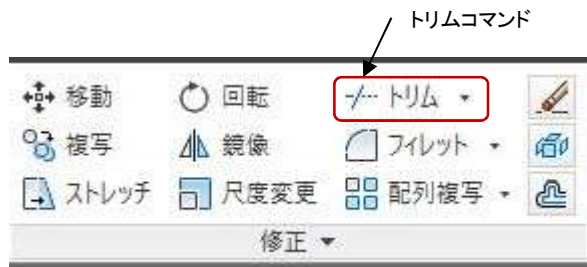 トリムコマンド
移動 回転 トリム
複写 鏡像 フィレット
ストレッチ 尺度変更 配列複写
修正